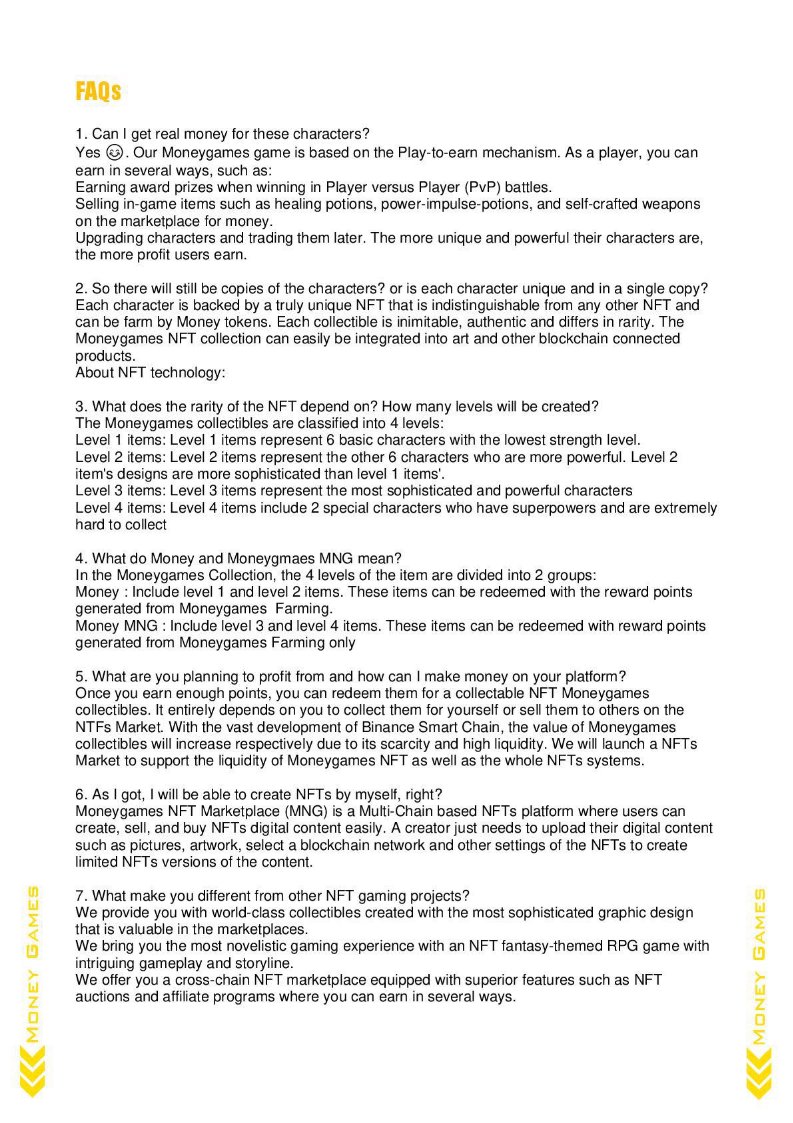 FAQs
1. Can I get real money for these characters?
Yes 😊. Our Moneygames game is based on the Play-to-earn mechanism. As a player, you can
earn in several ways, such as:
Earning award prizes when winning in Player versus Player (PvP) battles.
Selling in-game items such as healing potions, power-impulse-potions, and self-crafted weapons
on the marketplace for money.
Upgrading characters and trading them later. The more unique and powerful their characters are,
the more profit users earn.
2. So there will still be copies of the characters? or is each character unique and in a single copy?
Each character is backed by a truly unique NFT that is indistinguishable from any other NFT and
can be farm by Money tokens. Each collectible is inimitable, authentic and differs in rarity. The
Moneygames NFT collection can easily be integrated into art and other blockchain connected
products.
About NFT technology:
3. What does the rarity of the NFT depend on? How many levels will be created?
The Moneygames collectibles are classified into 4 levels:
Level 1 items: Level 1 items represent 6 basic characters with the lowest strength level.
Level 2 items: Level 2 items represent the other 6 characters who are more powerful. Level 2
item's designs are more sophisticated than level 1 items'.
Level 3 items: Level 3 items represent the most sophisticated and powerful characters
Level 4 items: Level 4 items include 2 special characters who have superpowers and are extremely
hard to collect
4. What do Money and Moneygmaes MNG mean?
In the Moneygames Collection, the 4 levels of the item are divided into 2 groups:
Money : Include level 1 and level 2 items. These items can be redeemed with the reward points
generated from Moneygames Farming.
Money MNG : Include level 3 and level 4 items. These items can be redeemed with reward points
generated from Moneygames Farming only
5. What are you planning to profit from and how can I make money on your platform?
Once you earn enough points, you can redeem them for a collectable NFT Moneygames
collectibles. It entirely depends on you to collect them for yourself or sell them to others on the
NTFs Market. With the vast development of Binance Smart Chain, the value of Moneygames
collectibles will increase respectively due to its scarcity and high liquidity. We will launch a NFTs
Market to support the liquidity of Moneygames NFT as well as the whole NFTs systems.
6. As I got, I will be able to create NFTs by myself, right?
Moneygames NFT Marketplace (MNG) is a Multi-Chain based NFTs platform where users can
create, sell, and buy NFTs digital content easily. A creator just needs to upload their digital content
such as pictures, artwork, select a blockchain network and other settings of the NFTs to create
limited NFTs versions of the content.
7. What make you different from other NFT gaming projects?
We provide you with world-class collectibles created with the most sophisticated graphic design
that is valuable in the marketplaces.
We bring you the most novelistic gaming experience with an NFT fantasy-themed RPG game with
intriguing gameplay and storyline.
We offer you a cross-chain NFT marketplace equipped with superior features such as NFT
auctions and affiliate programs where you can earn in several ways.
Money Games
Money Games